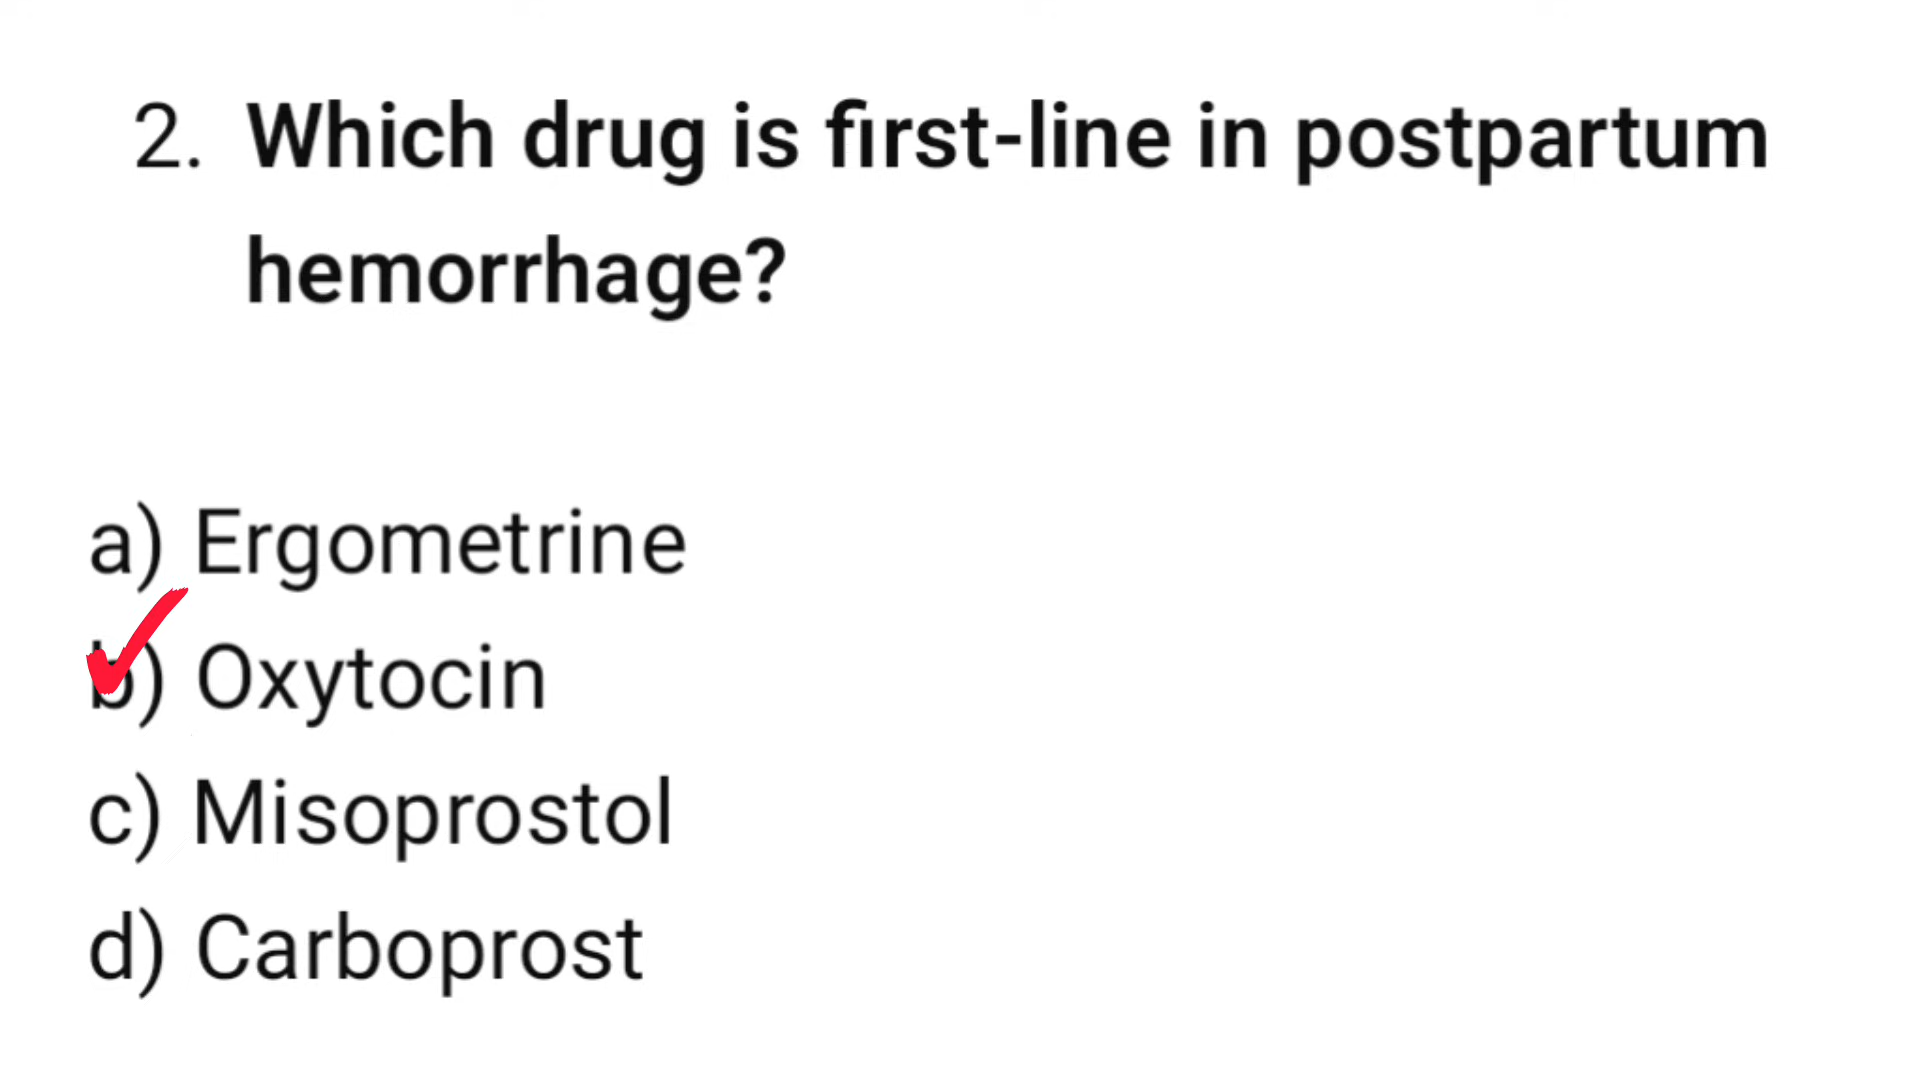 2. Which drug is first-line in postpartum
hemorrhage?
a) Ergometrine
b) Oxytocin
c) Misoprostol
d) Carboprost